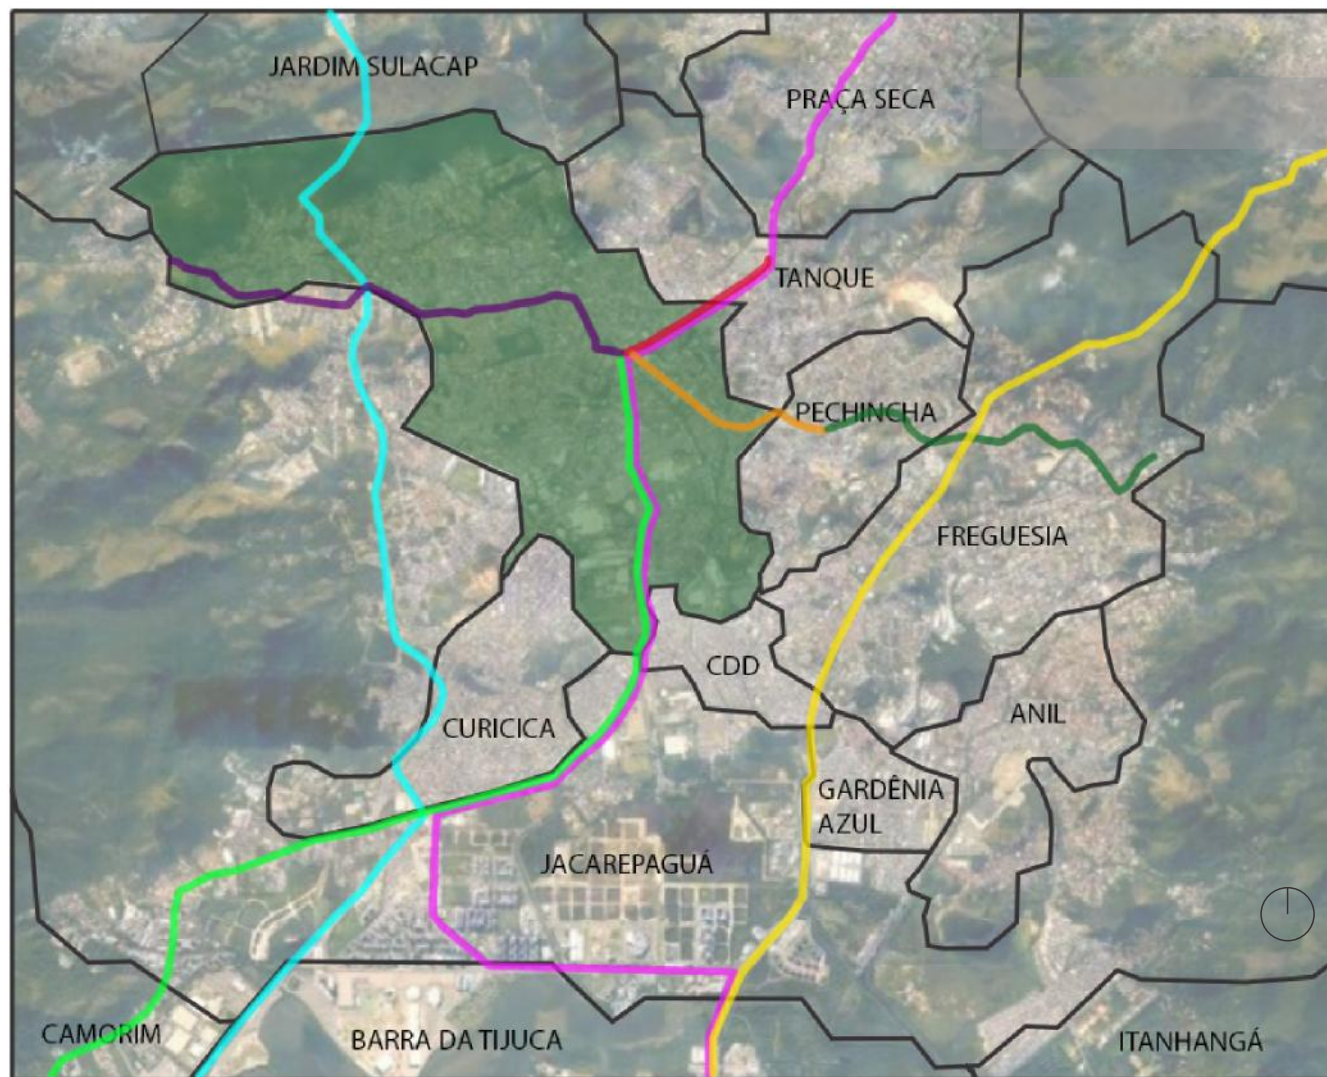 JARDIM SULACAP
PRAÇA SECA
TANQUE
PECHINCHA
FREGUESIA
CDD
ANIL
CURICICA
GARDÊNIA
AZUL
JACAREPAGUÁ
CAMORIM
BARRA DA TIJUCA
ITANHANGÁ